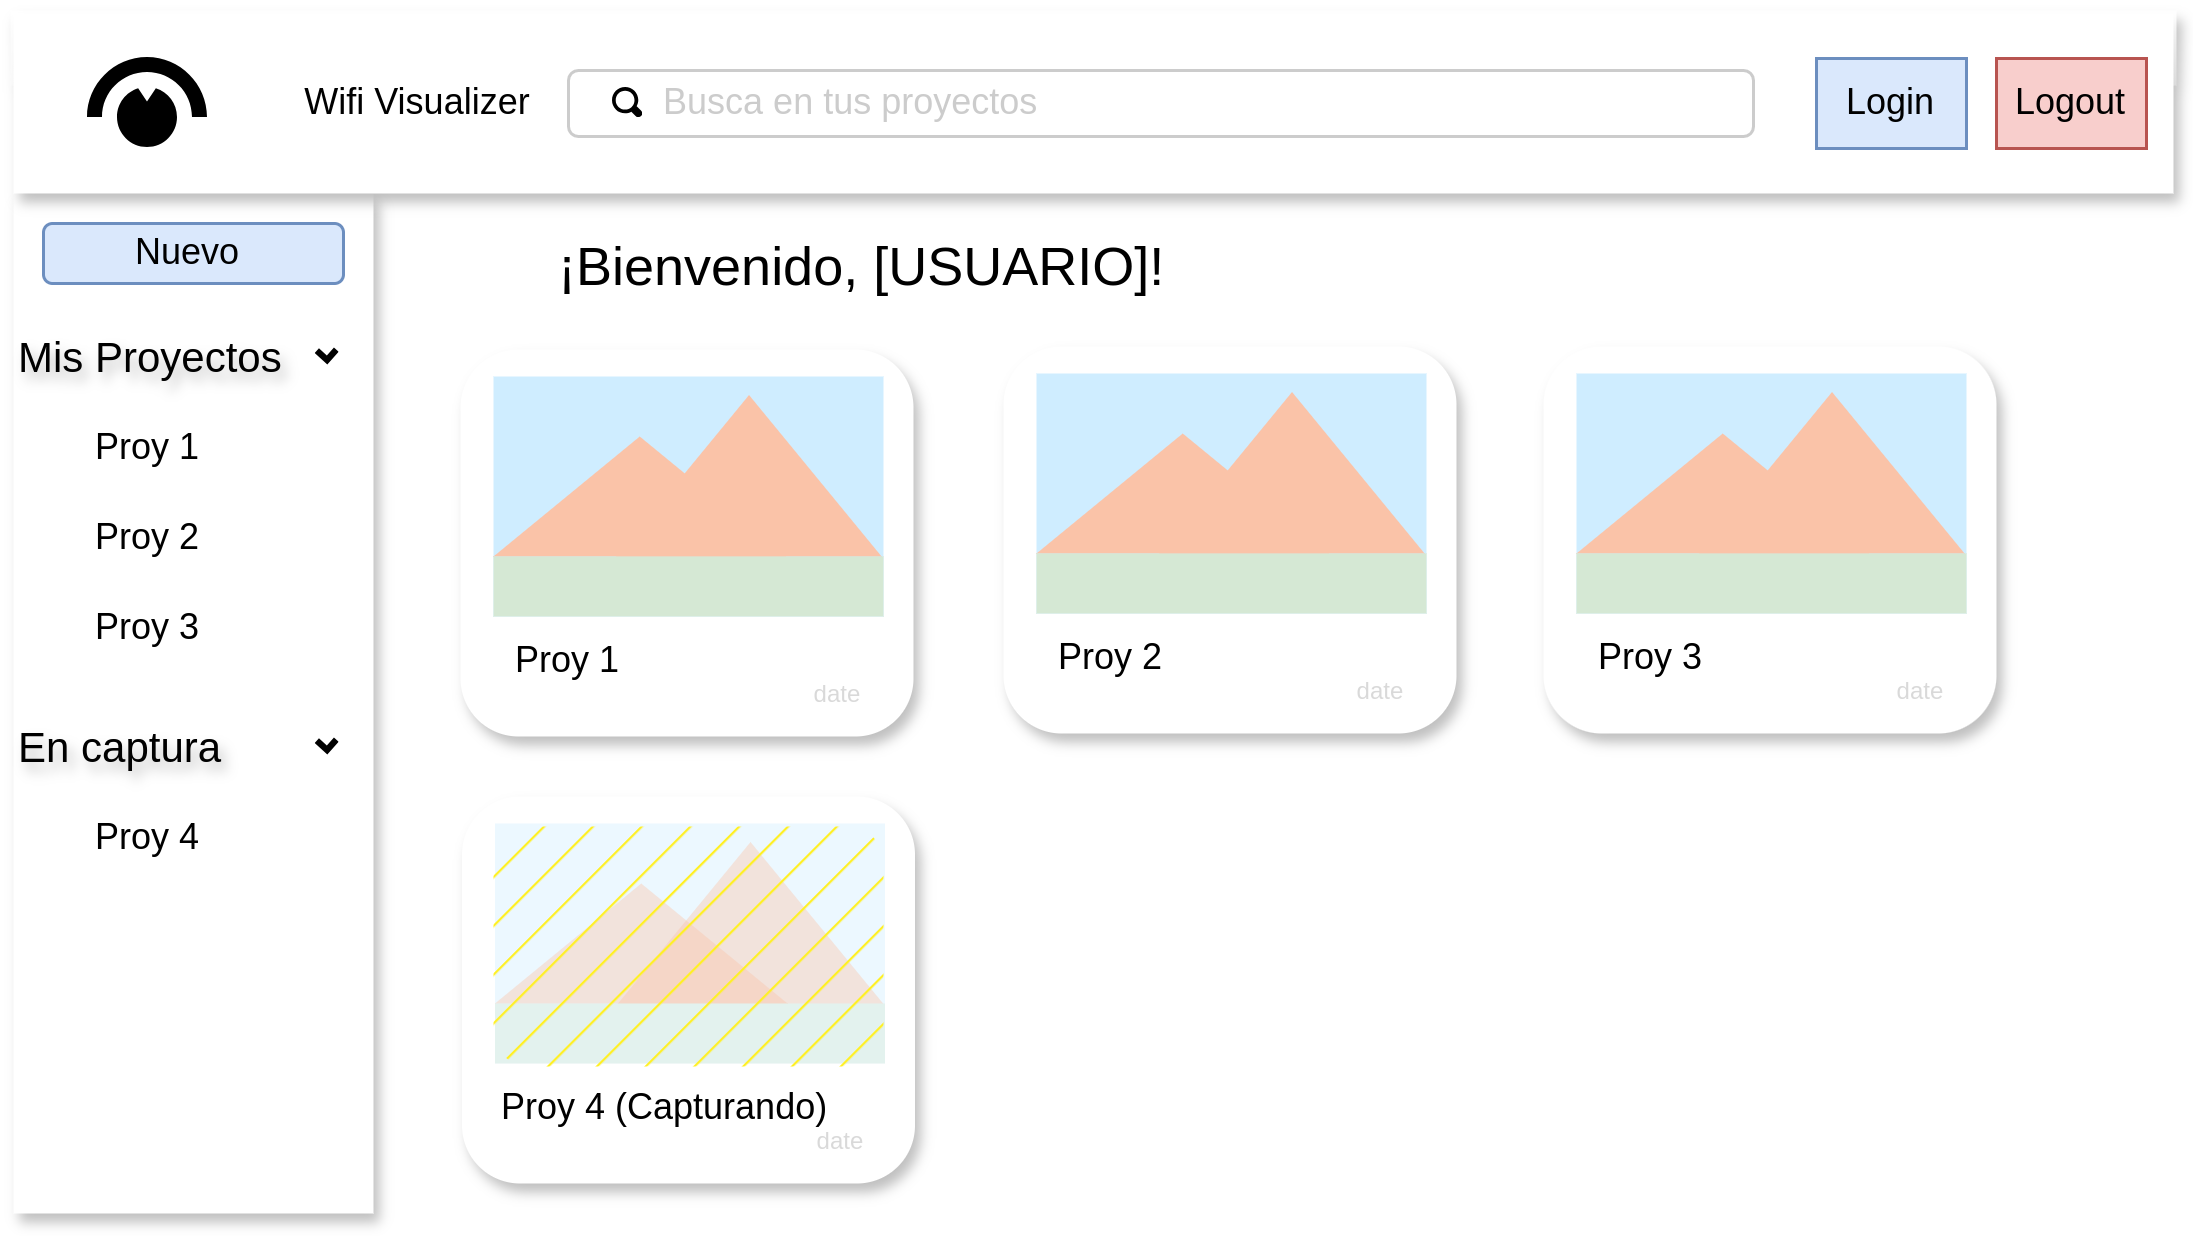 Wifi Visualizer
Busca en tus proyectos
Login
Logout
Nuevo
Mis Proyectos
Proy 1
Proy 2
Proy 3
En captura
Proy 4
¡Bienvenido, [USUARIO]!
Proy 1
date
Proy 2
date
Proy 3
date
Proy 4 (Capturando)
date